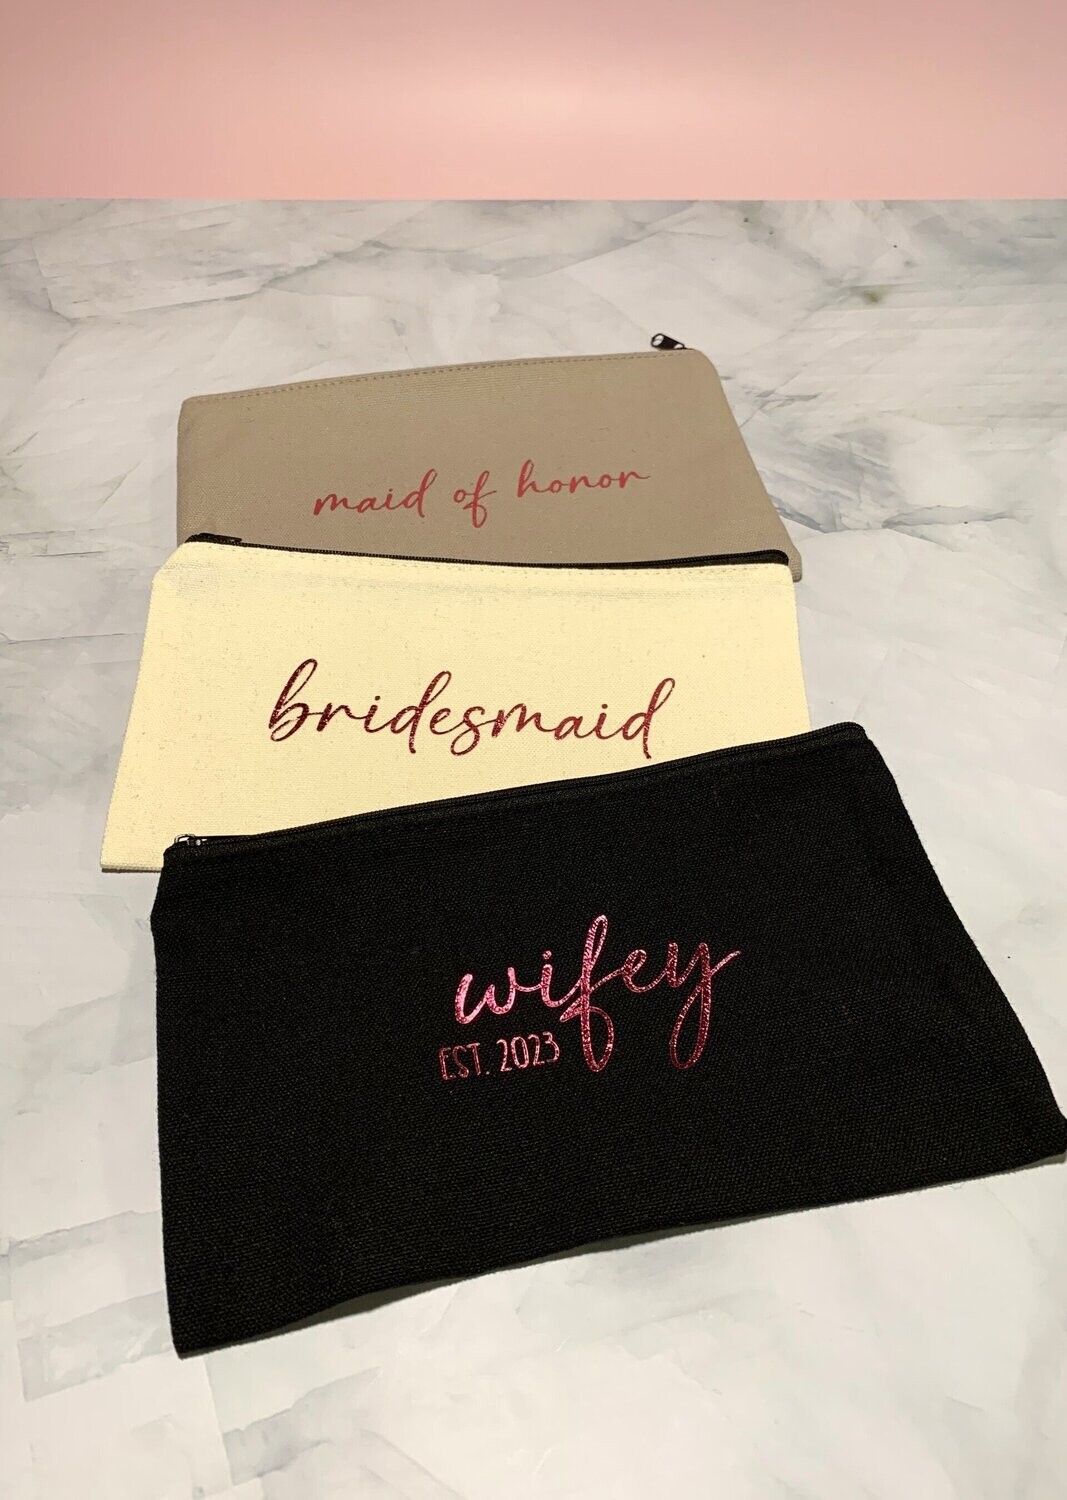 maid of honor
bridesmaid
wifey
EST. 2023